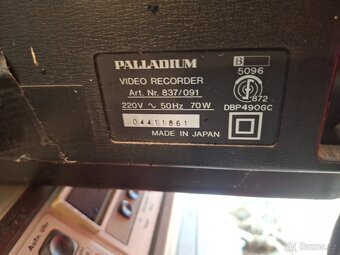 PALLADIUM
B
5096
VIDEO RECORDER
Art. Nr. 837/091
872
220V ~ 50Hz 70W
DBP490GC
04411861
MADE IN JAPAN